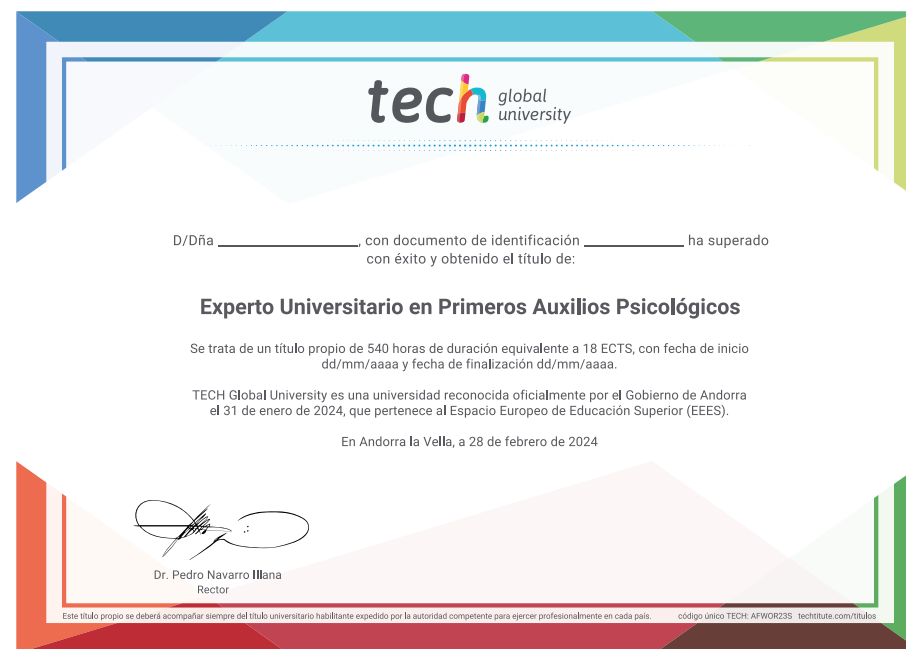 tech global university
D/Dña ______________, con documento de identificación __________ ha superado
con éxito y obtenido el título de:
Experto Universitario en Primeros Auxilios Psicológicos
Se trata de un título propio de 540 horas de duración equivalente a 18 ECTS, con fecha de inicio
dd/mm/aaaa y fecha de finalización dd/mm/aaaa.
TECH Global University es una universidad reconocida oficialmente por el Gobierno de Andorra
el 31 de enero de 2024, que pertenece al Espacio Europeo de Educación Superior (EEES).
En Andorra la Vella, a 28 de febrero de 2024
Dr. Pedro Navarro Illana
Rector
Este título propio se deberá acompañar siempre del título universitario habilitante expedido por la autoridad competente para ejercer profesionalmente en cada país. código único TECH: AFWOR23S techtitute.com/titulos